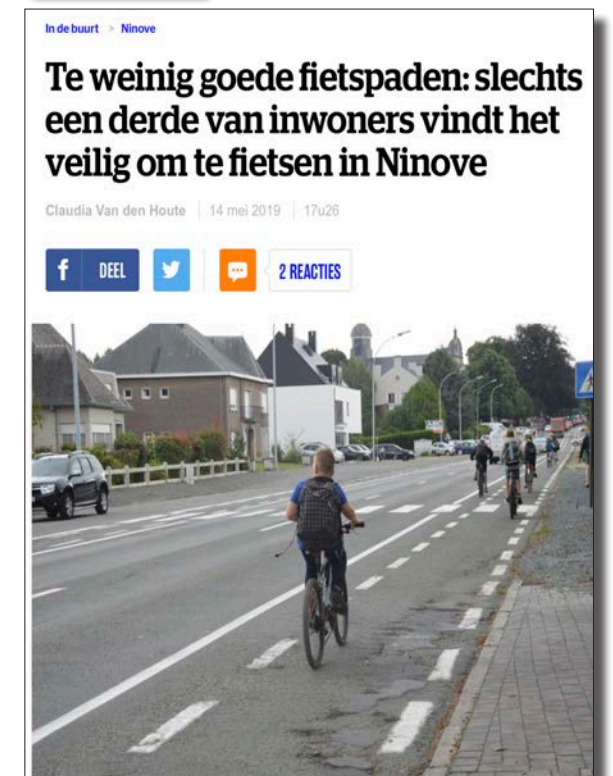 In de buurt > Ninove
Te weinig goede fietspaden: slechts
een derde van inwoners vindt het
veilig om te fietsen in Ninove
Claudia Van den Houte | 14 mei 2019 | 17u26
f DEEL
2 REACTIES